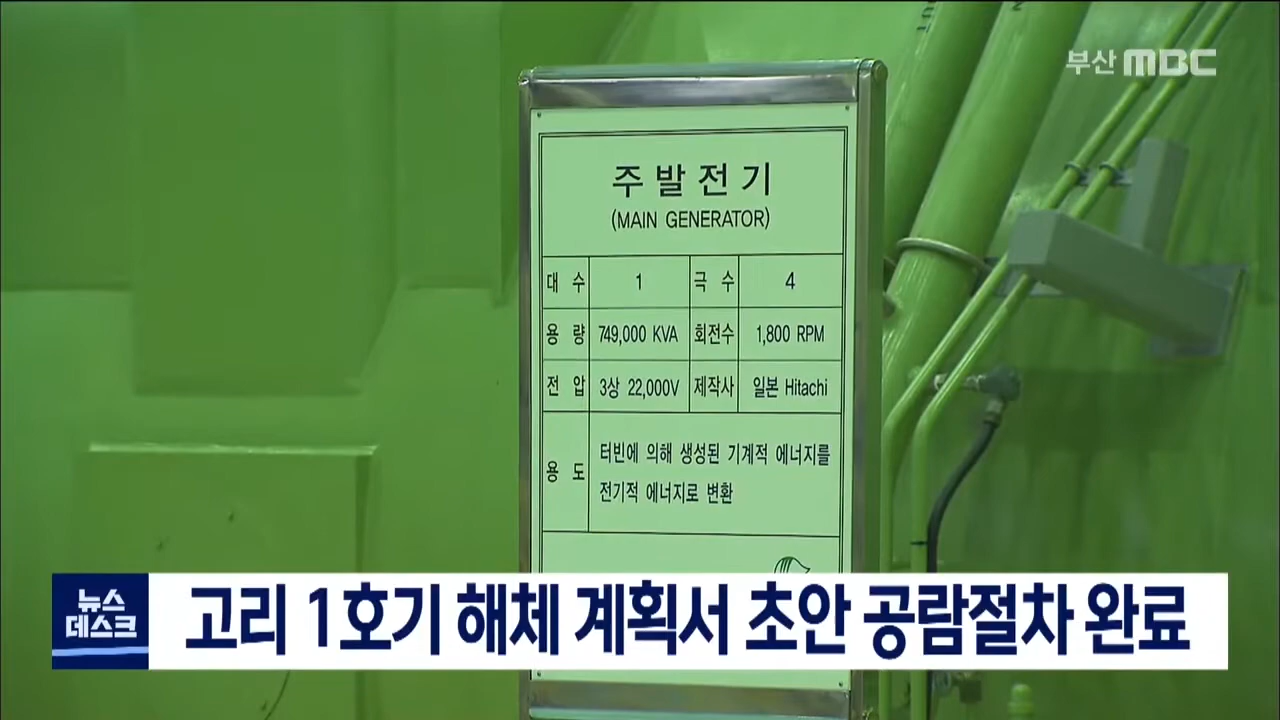 부산 MBC
주 발 전 기
(MAIN GENERATOR)
대 수 1 극 수 4
용 량 749,000 KVA 회전수 1,800 RPM
전 압 3상 22,000V 제작사 일본 Hitachi
용 도 터빈에 의해 생성된 기계적 에너지를
전기적 에너지로 변환
뉴스
데스크
고리 1호기 해체 계획서 초안 공람절차 완료